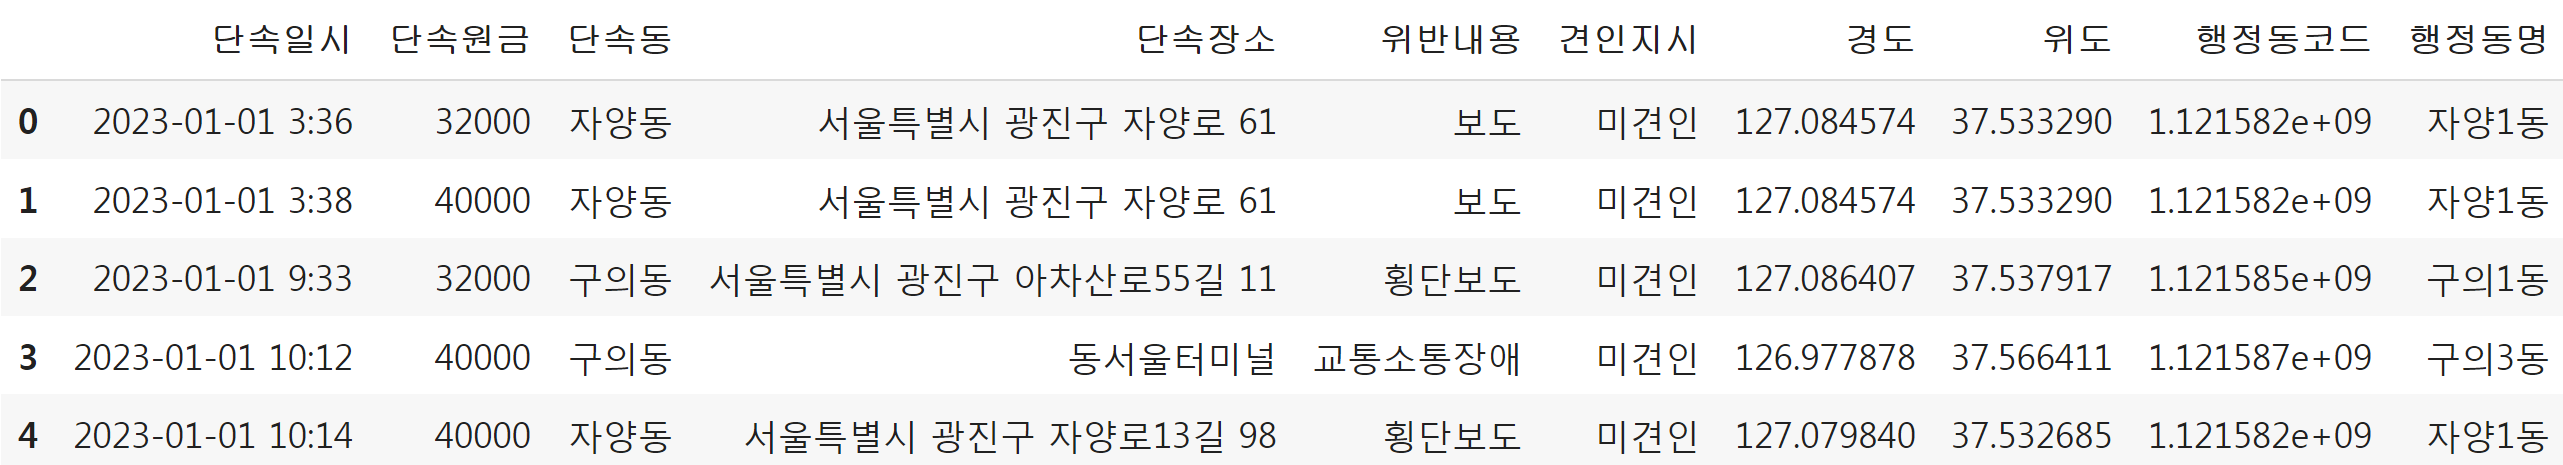 단속일시 단속원금 단속동 단속장소 위반내용 견인지시 경도 위도 행정동코드 행정동명
0 2023-01-01 3:36 32000 자양동 서울특별시 광진구 자양로 61 보도 미견인 127.084574 37.533290 1.121582e+09 자양1동
1 2023-01-01 3:38 40000 자양동 서울특별시 광진구 자양로 61 보도 미견인 127.084574 37.533290 1.121582e+09 자양1동
2 2023-01-01 9:33 32000 구의동 서울특별시 광진구 아차산로55길 11 횡단보도 미견인 127.086407 37.537917 1.121585e+09 구의1동
3 2023-01-01 10:12 40000 구의동 동서울터미널 교통소통장애 미견인 126.977878 37.566411 1.121587e+09 구의3동
4 2023-01-01 10:14 40000 자양동 서울특별시 광진구 자양로13길 98 횡단보도 미견인 127.079840 37.532685 1.121582e+09 자양1동